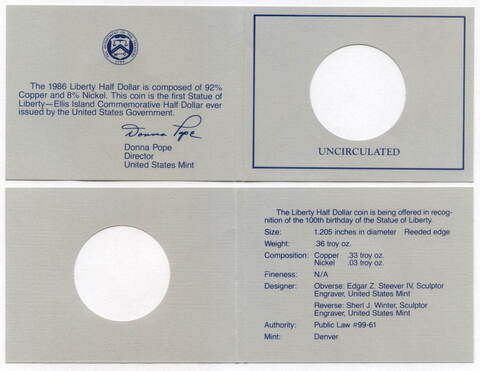 The 1986 Liberty Half Dollar is composed of 92%
Copper and 8% Nickel. This coin is the first Statue of
Liberty—Ellis Island Commemorative Half Dollar ever
issued by the United States Government.
Donna Pope
Donna Pope
Director
United States Mint
UNCIRCULATED
The Liberty Half Dollar coin is being offered in recog-
nition of the 100th birthday of the Statue of Liberty.
Size: 1.205 inches in diameter Reeded edge
Weight: .36 troy oz.
Composition: Copper .33 troy oz.
Nickel .03 troy oz.
Fineness: N/A
Designer: Obverse: Edgar Z. Steever IV, Sculptor
Engraver, United States Mint
Reverse: Sherl J. Winter, Sculptor
Engraver, United States Mint
Authority: Public Law #99-61
Mint: Denver